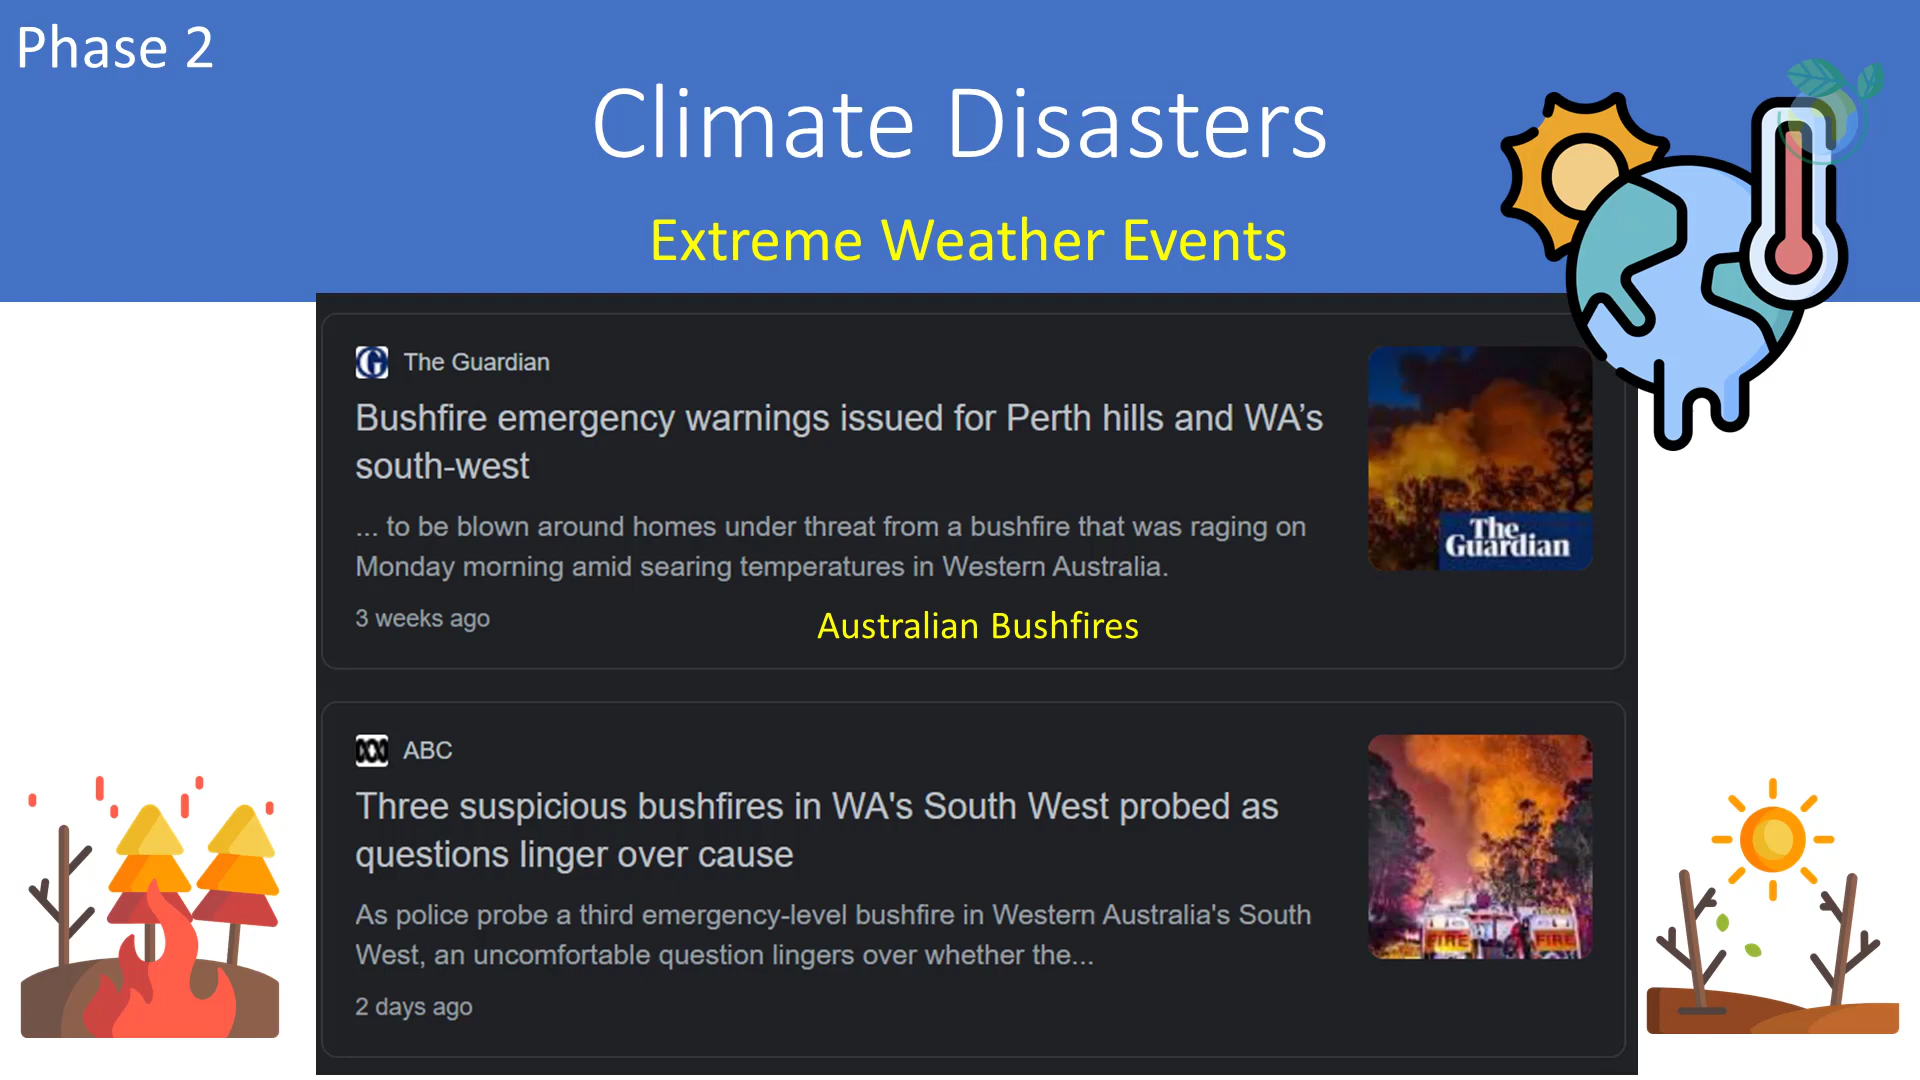 Phase 2
Climate Disasters
Extreme Weather Events
The Guardian
Bushfire emergency warnings issued for Perth hills and WA’s
south-west
... to be blown around homes under threat from a bushfire that was raging on
Monday morning amid searing temperatures in Western Australia.
3 weeks ago
The
Guardian
Australian Bushfires
ABC
Three suspicious bushfires in WA's South West probed as
questions linger over cause
As police probe a third emergency-level bushfire in Western Australia's South
West, an uncomfortable question lingers over whether the...
2 days ago
FIRE
FIRE